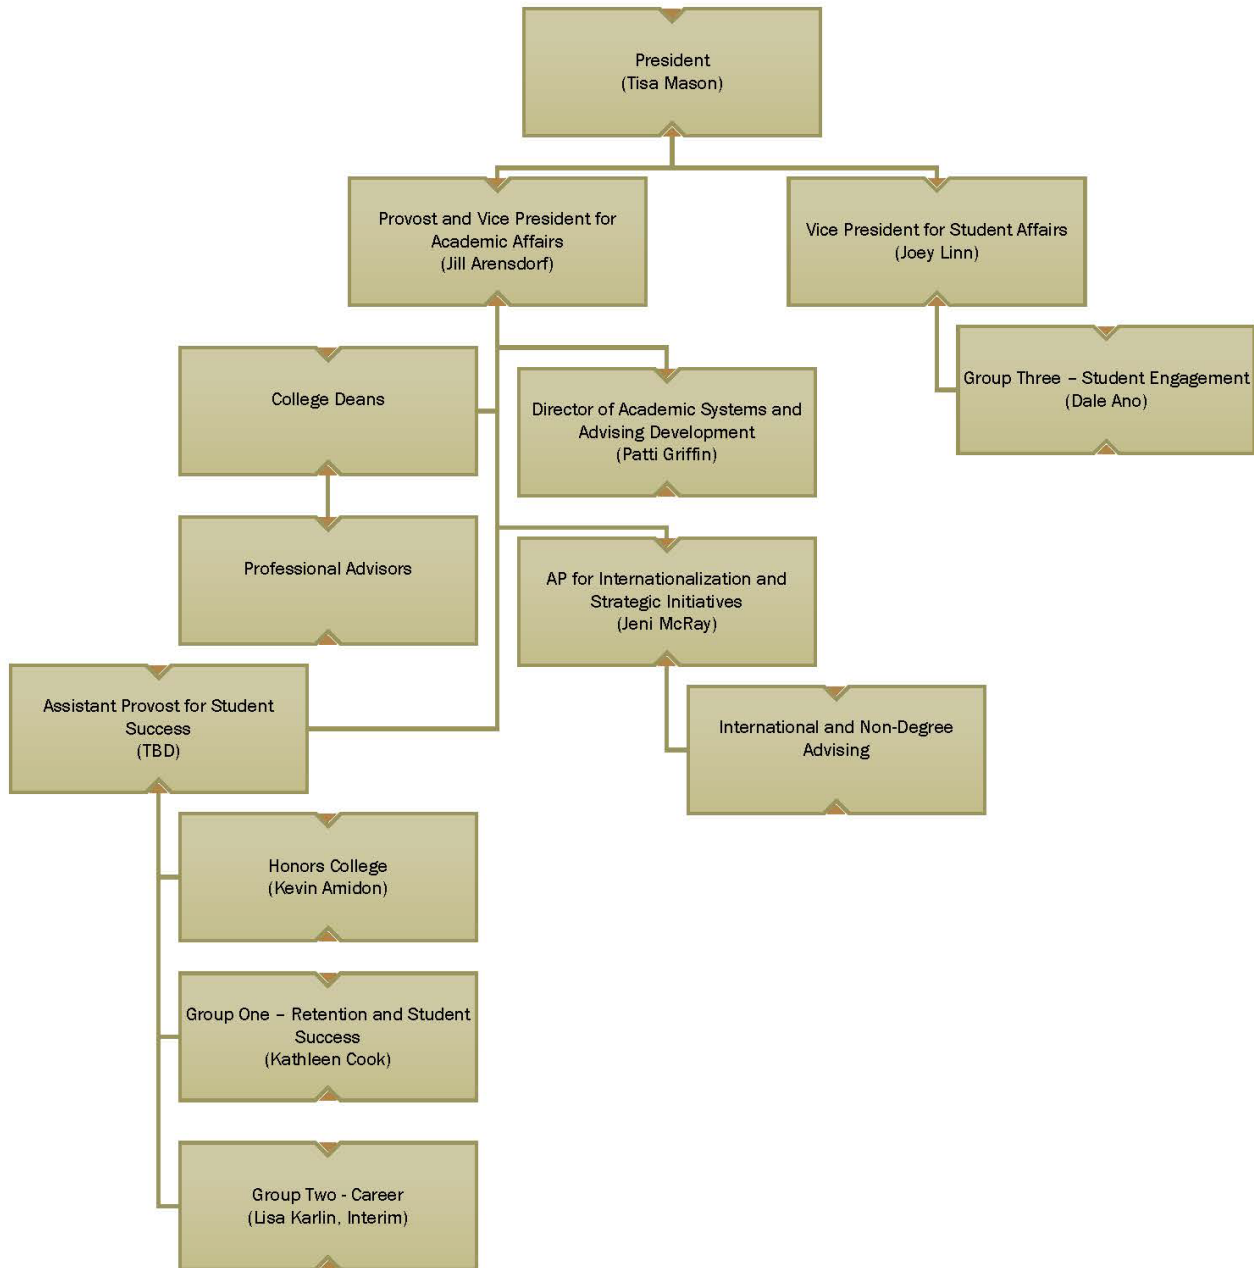 President
(Tisa Mason)
Provost and Vice President for
Academic Affairs
(Jill Arensdorf)
Vice President for Student Affairs
(Joey Linn)
Group Three – Student Engagement
(Dale Ano)
College Deans
Director of Academic Systems and
Advising Development
(Patti Griffin)
Professional Advisors
AP for Internationalization and
Strategic Initiatives
(Jeni McRay)
Assistant Provost for Student
Success
(TBD)
International and Non-Degree
Advising
Honors College
(Kevin Amidon)
Group One – Retention and Student
Success
(Kathleen Cook)
Group Two - Career
(Lisa Karlin, Interim)